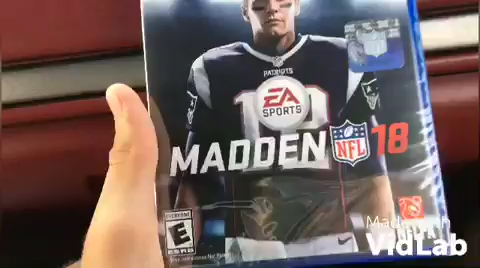 PATRIOTS
EA
SPORTS
MADDEN NFL 18
EVERYONE
E
ESRB
Made with
VidLab